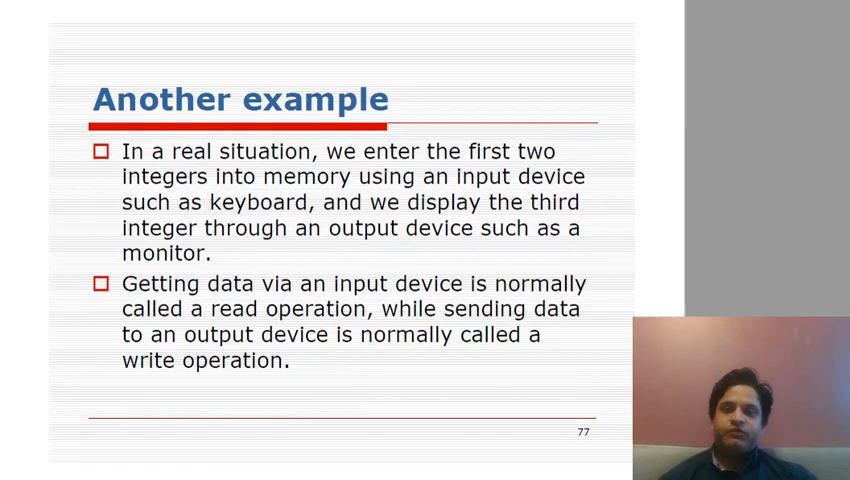 Another example
In a real situation, we enter the first two
integers into memory using an input device
such as keyboard, and we display the third
integer through an output device such as a
monitor.
Getting data via an input device is normally
called a read operation, while sending data
to an output device is normally called a
write operation.
77